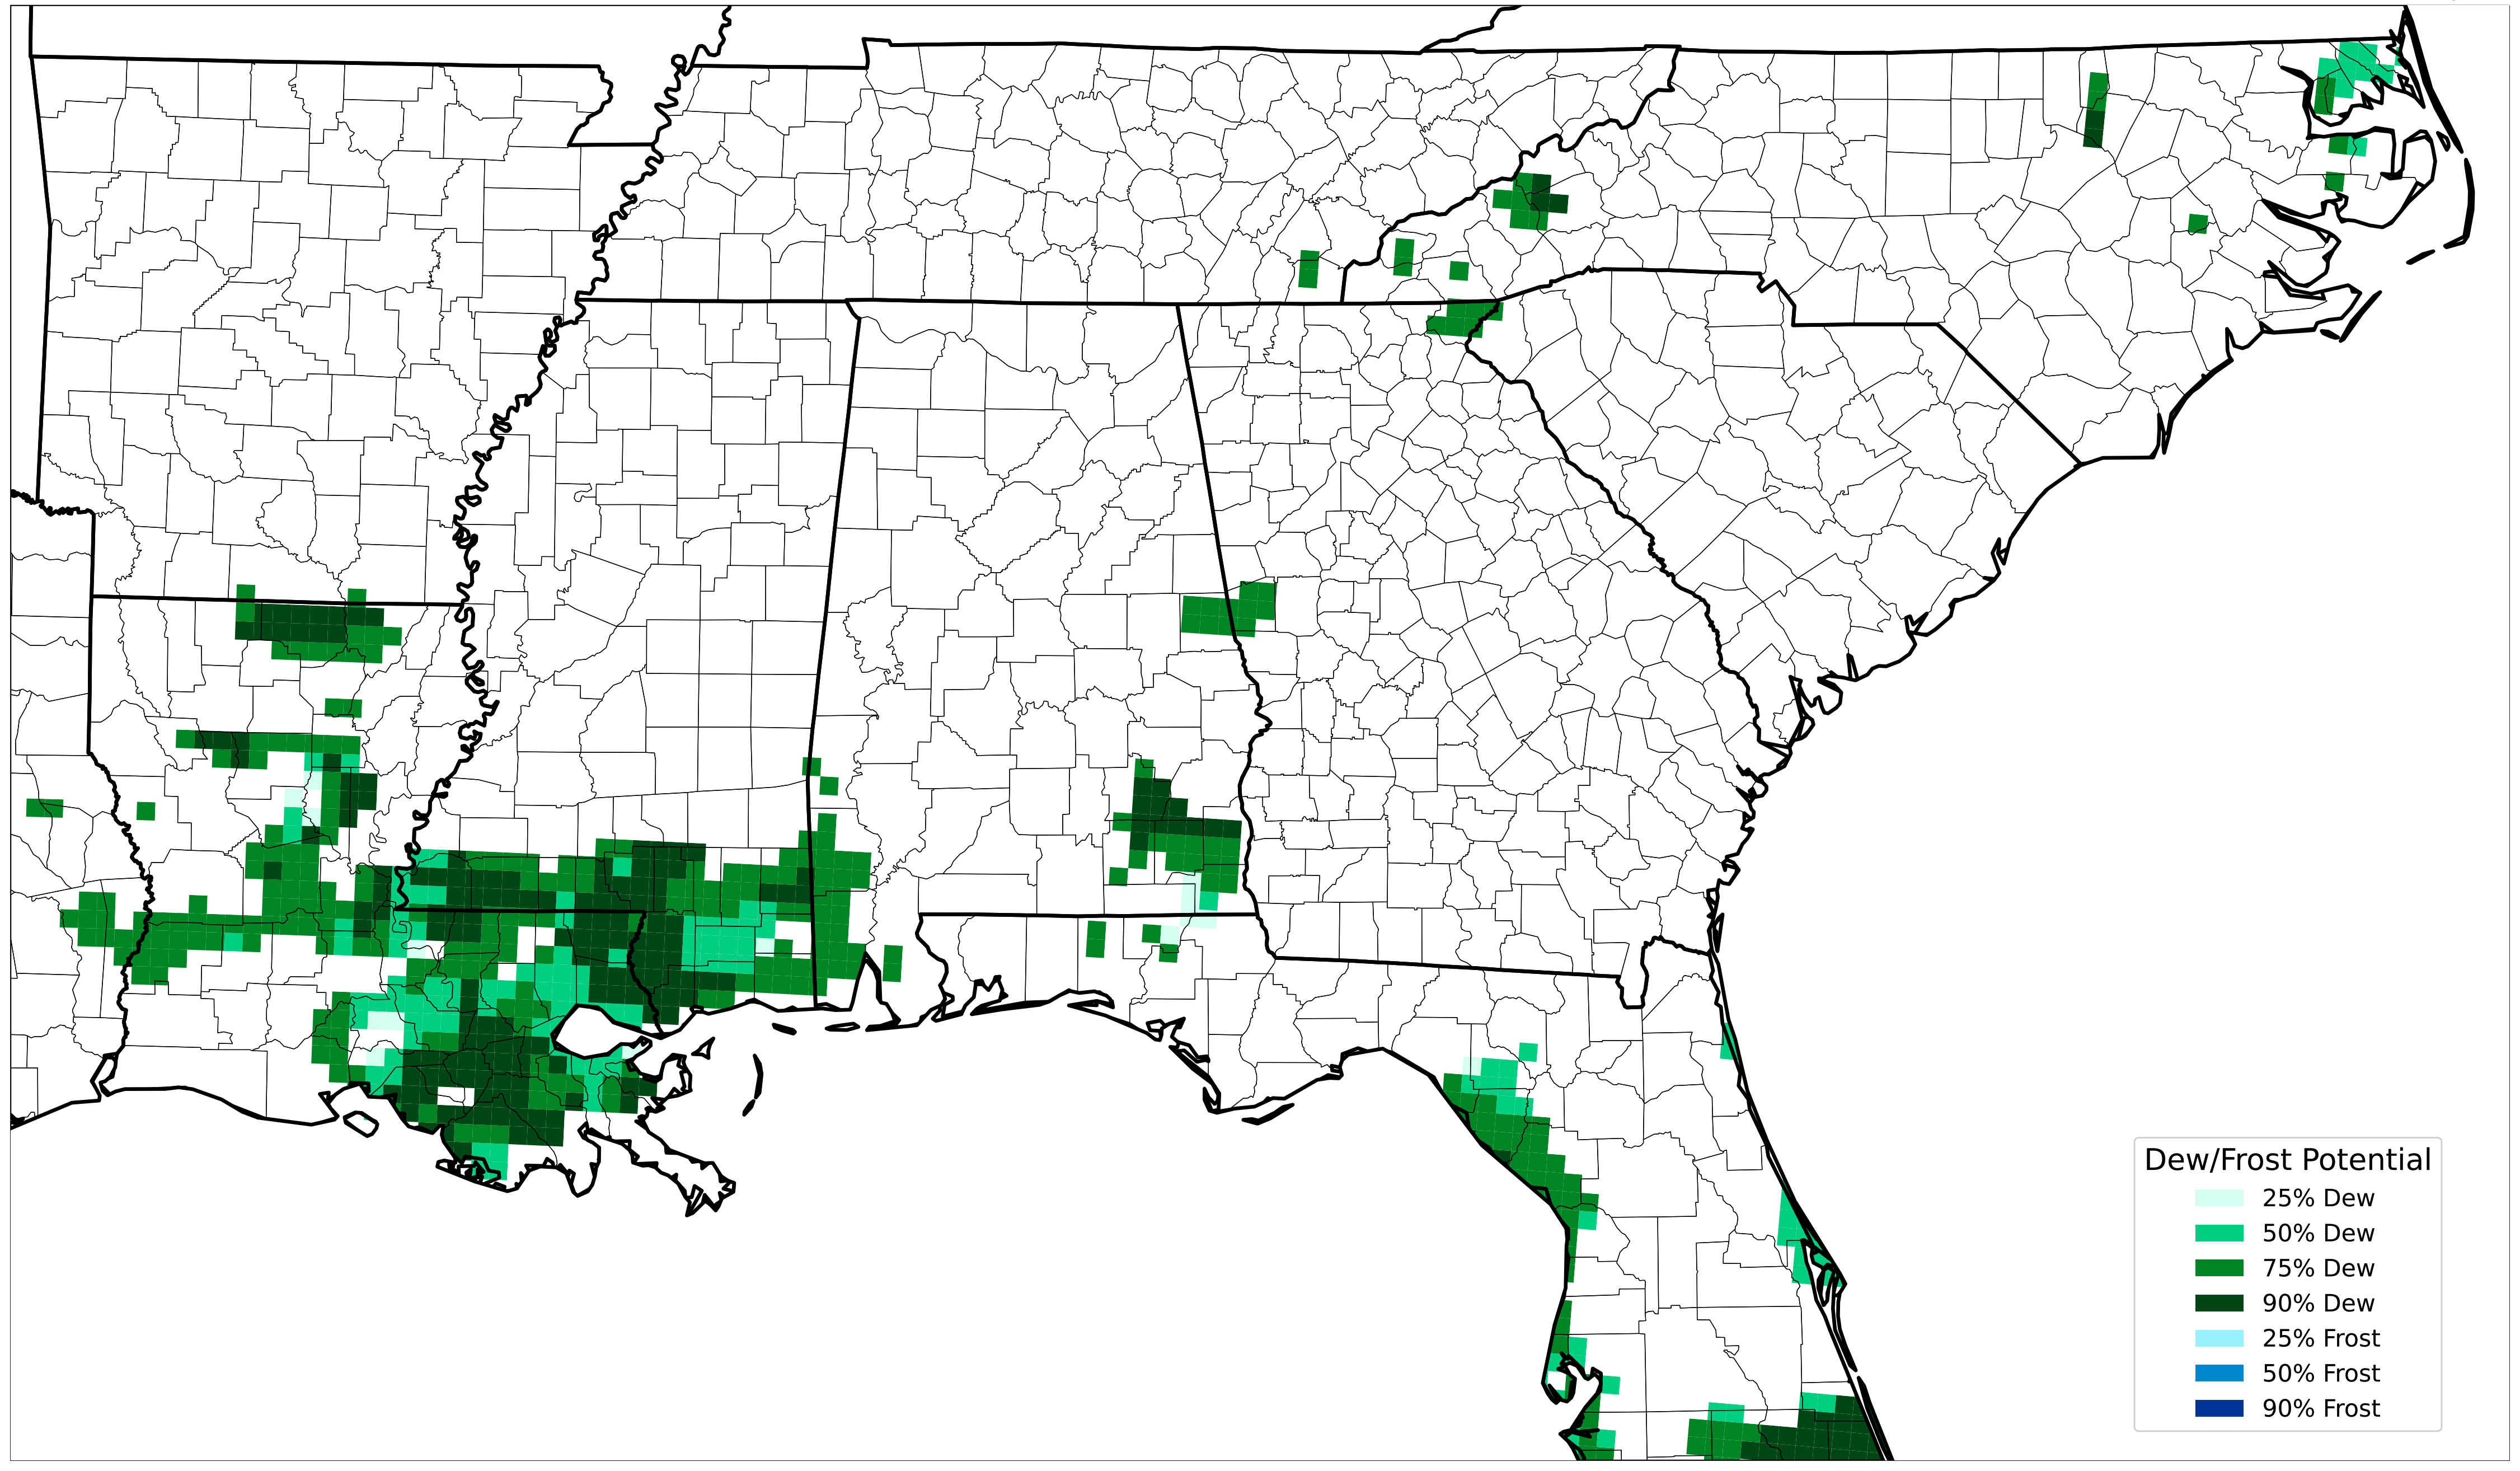 Dew/Frost Potential
25% Dew
50% Dew
75% Dew
90% Dew
25% Frost
50% Frost
90% Frost